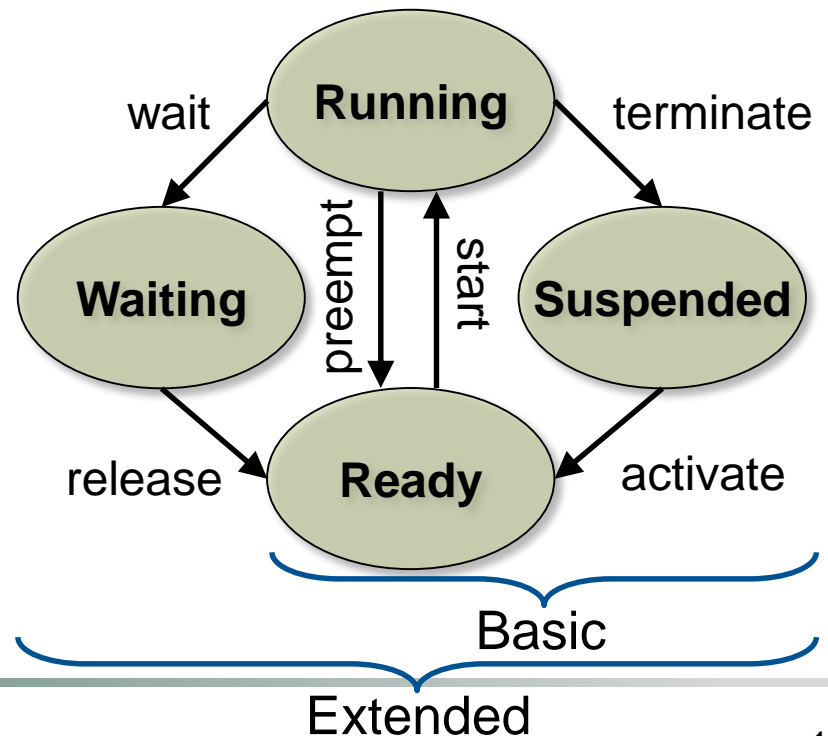 Running
wait
terminate
preempt
start
Waiting
Suspended
release
Ready
activate
Basic
Extended